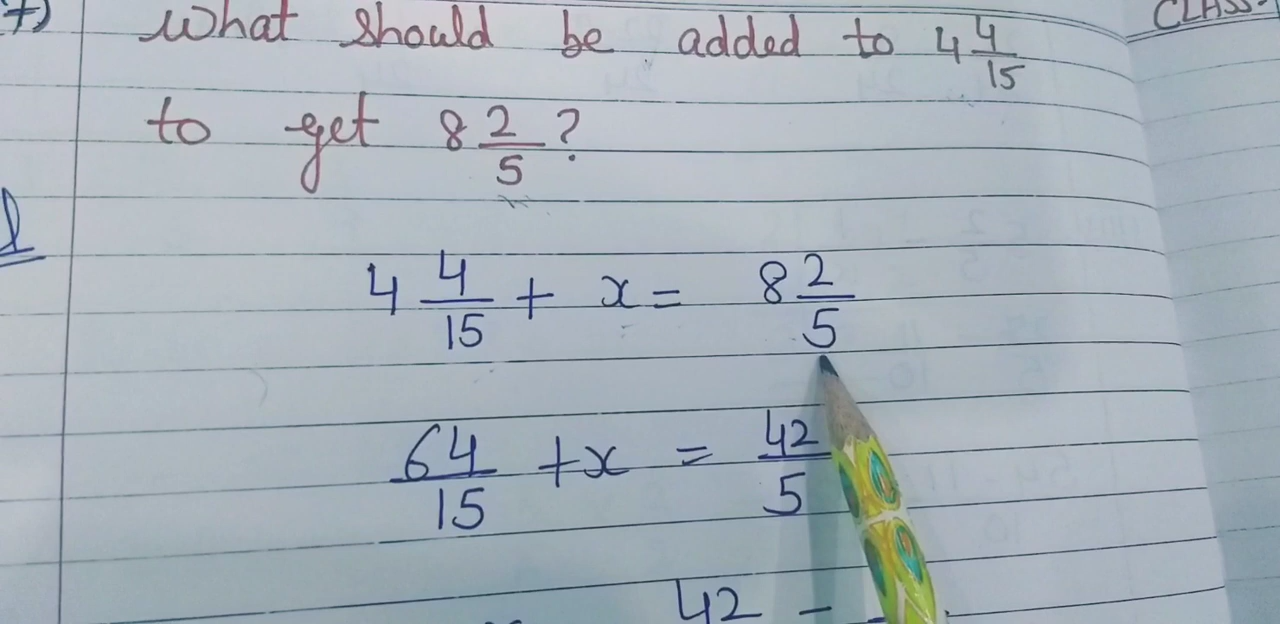 7) What should be added to 4 4/15
to get 8 2/5?
4 4/15 + x = 8 2/5
64/15 + x = 42/5
42 -